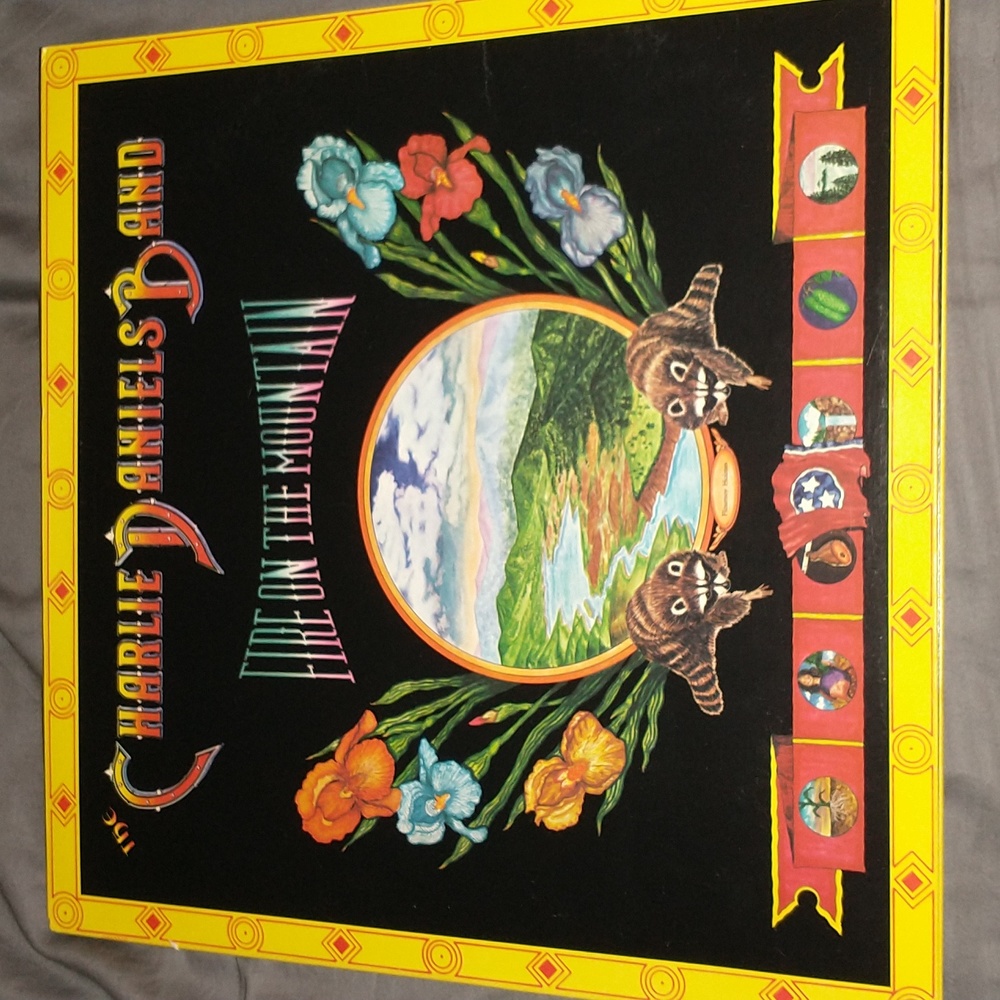 The
Charlie Daniels Band
FIRE ON THE MOUNTAIN